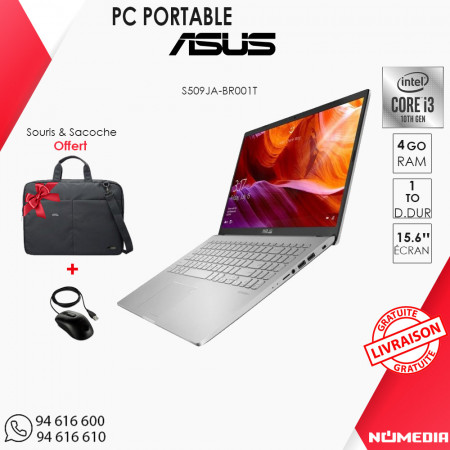 PC PORTABLE
ASUS
S509JA-BR001T
intel
CORE i3
10TH GEN
Souris & Sacoche
Offert
4 GO
RAM
1
TO
D.DUR
15.6''
ÉCRAN
GRATUITE
LIVRAISON
GRATUITE
94 616 600
94 616 610
NUMEDIA